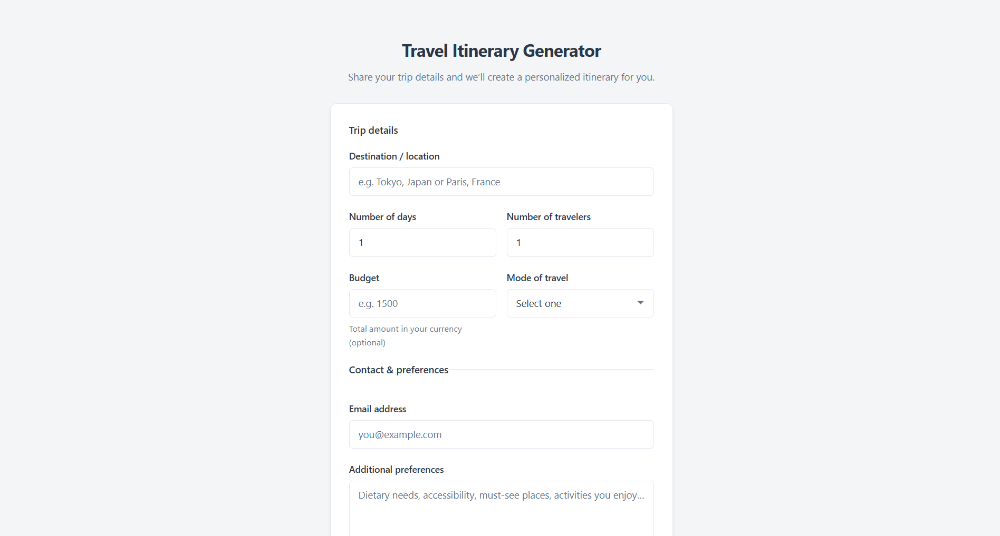 Travel Itinerary Generator
Share your trip details and we’ll create a personalized itinerary for you.
Trip details
Destination / location
e.g. Tokyo, Japan or Paris, France
Number of days
Number of travelers
1
1
Budget
Mode of travel
e.g. 1500
Select one
Total amount in your currency
(optional)
Contact & preferences
Email address
you@example.com
Additional preferences
Dietary needs, accessibility, must-see places, activities you enjoy...